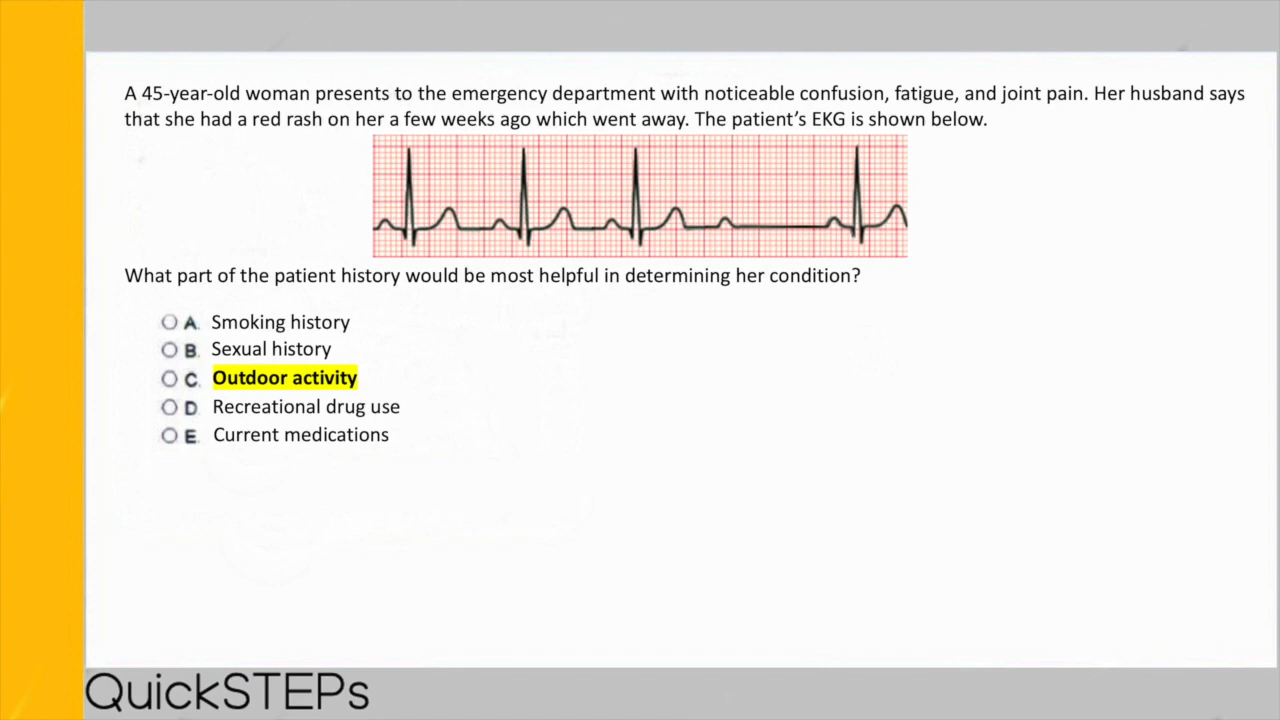 A 45-year-old woman presents to the emergency department with noticeable confusion, fatigue, and joint pain. Her husband says
that she had a red rash on her a few weeks ago which went away. The patient’s EKG is shown below.
What part of the patient history would be most helpful in determining her condition?
A. Smoking history
B. Sexual history
C. Outdoor activity
D. Recreational drug use
E. Current medications
QuickSTEPs